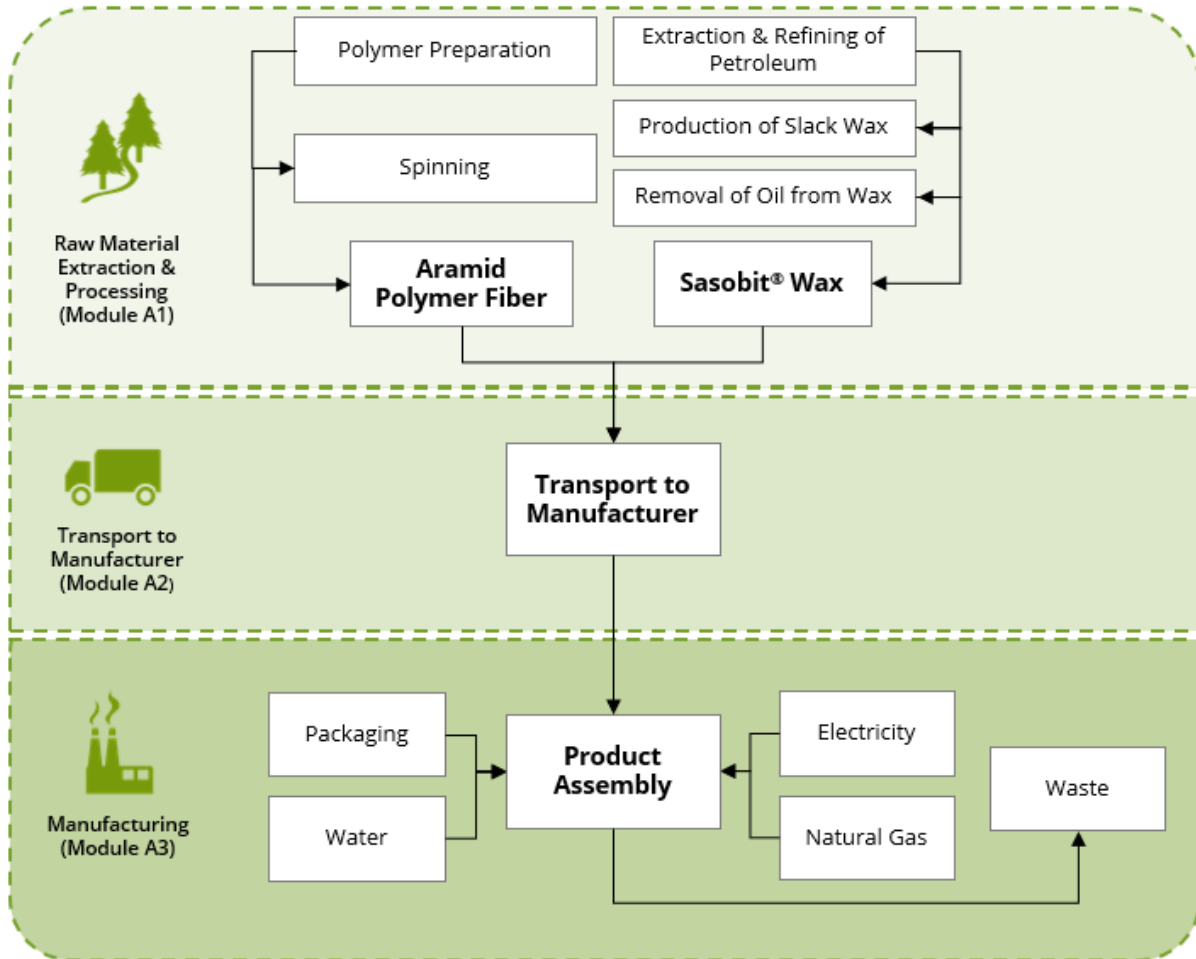 Polymer Preparation
Extraction & Refining of
Petroleum
Production of Slack Wax
Spinning
Removal of Oil from Wax
Raw Material
Extraction &
Processing
(Module A1)
Aramid
Polymer Fiber
Sasobit® Wax
Transport to
Manufacturer
(Module A2)
Transport to
Manufacturer
Manufacturing
(Module A3)
Packaging
Water
Product
Assembly
Electricity
Natural Gas
Waste